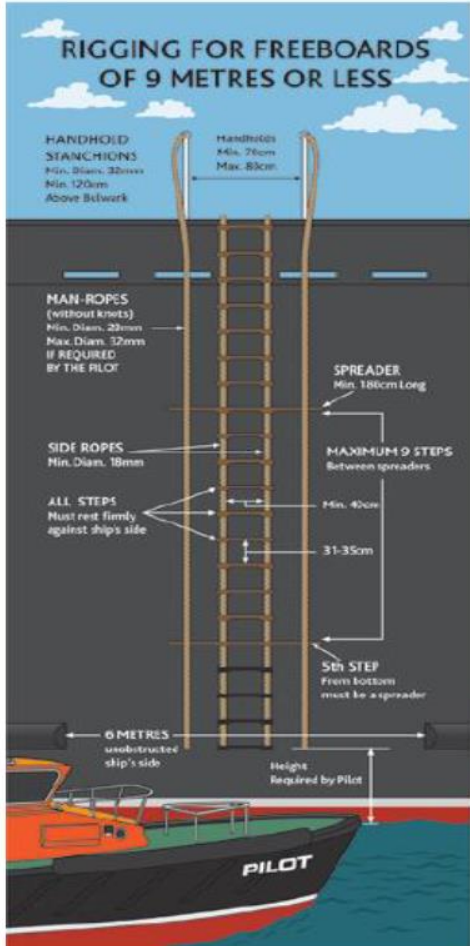 RIGGING FOR FREEBOARDS
OF 9 METRES OR LESS
HANDHOLD
STANCHIONS
Min. Diam. 32mm
Min. 120cm
Above Bulwark
Handholds
Min. 70cm
Max. 80cm
MAN-ROPES
(without knots)
Min. Diam. 28mm
Max. Diam. 32mm
IF REQUIRED
BY THE PILOT
SPREADER
Min. 180cm Long
SIDE ROPES
Min. Diam. 18mm
MAXIMUM 9 STEPS
Between spreaders
ALL STEPS
Must rest firmly
against ship's side
Min. 40cm
31-35cm
5th STEP
From bottom
must be a spreader
6 METRES
unobstructed
ship's side
Height
Required by Pilot
PILOT